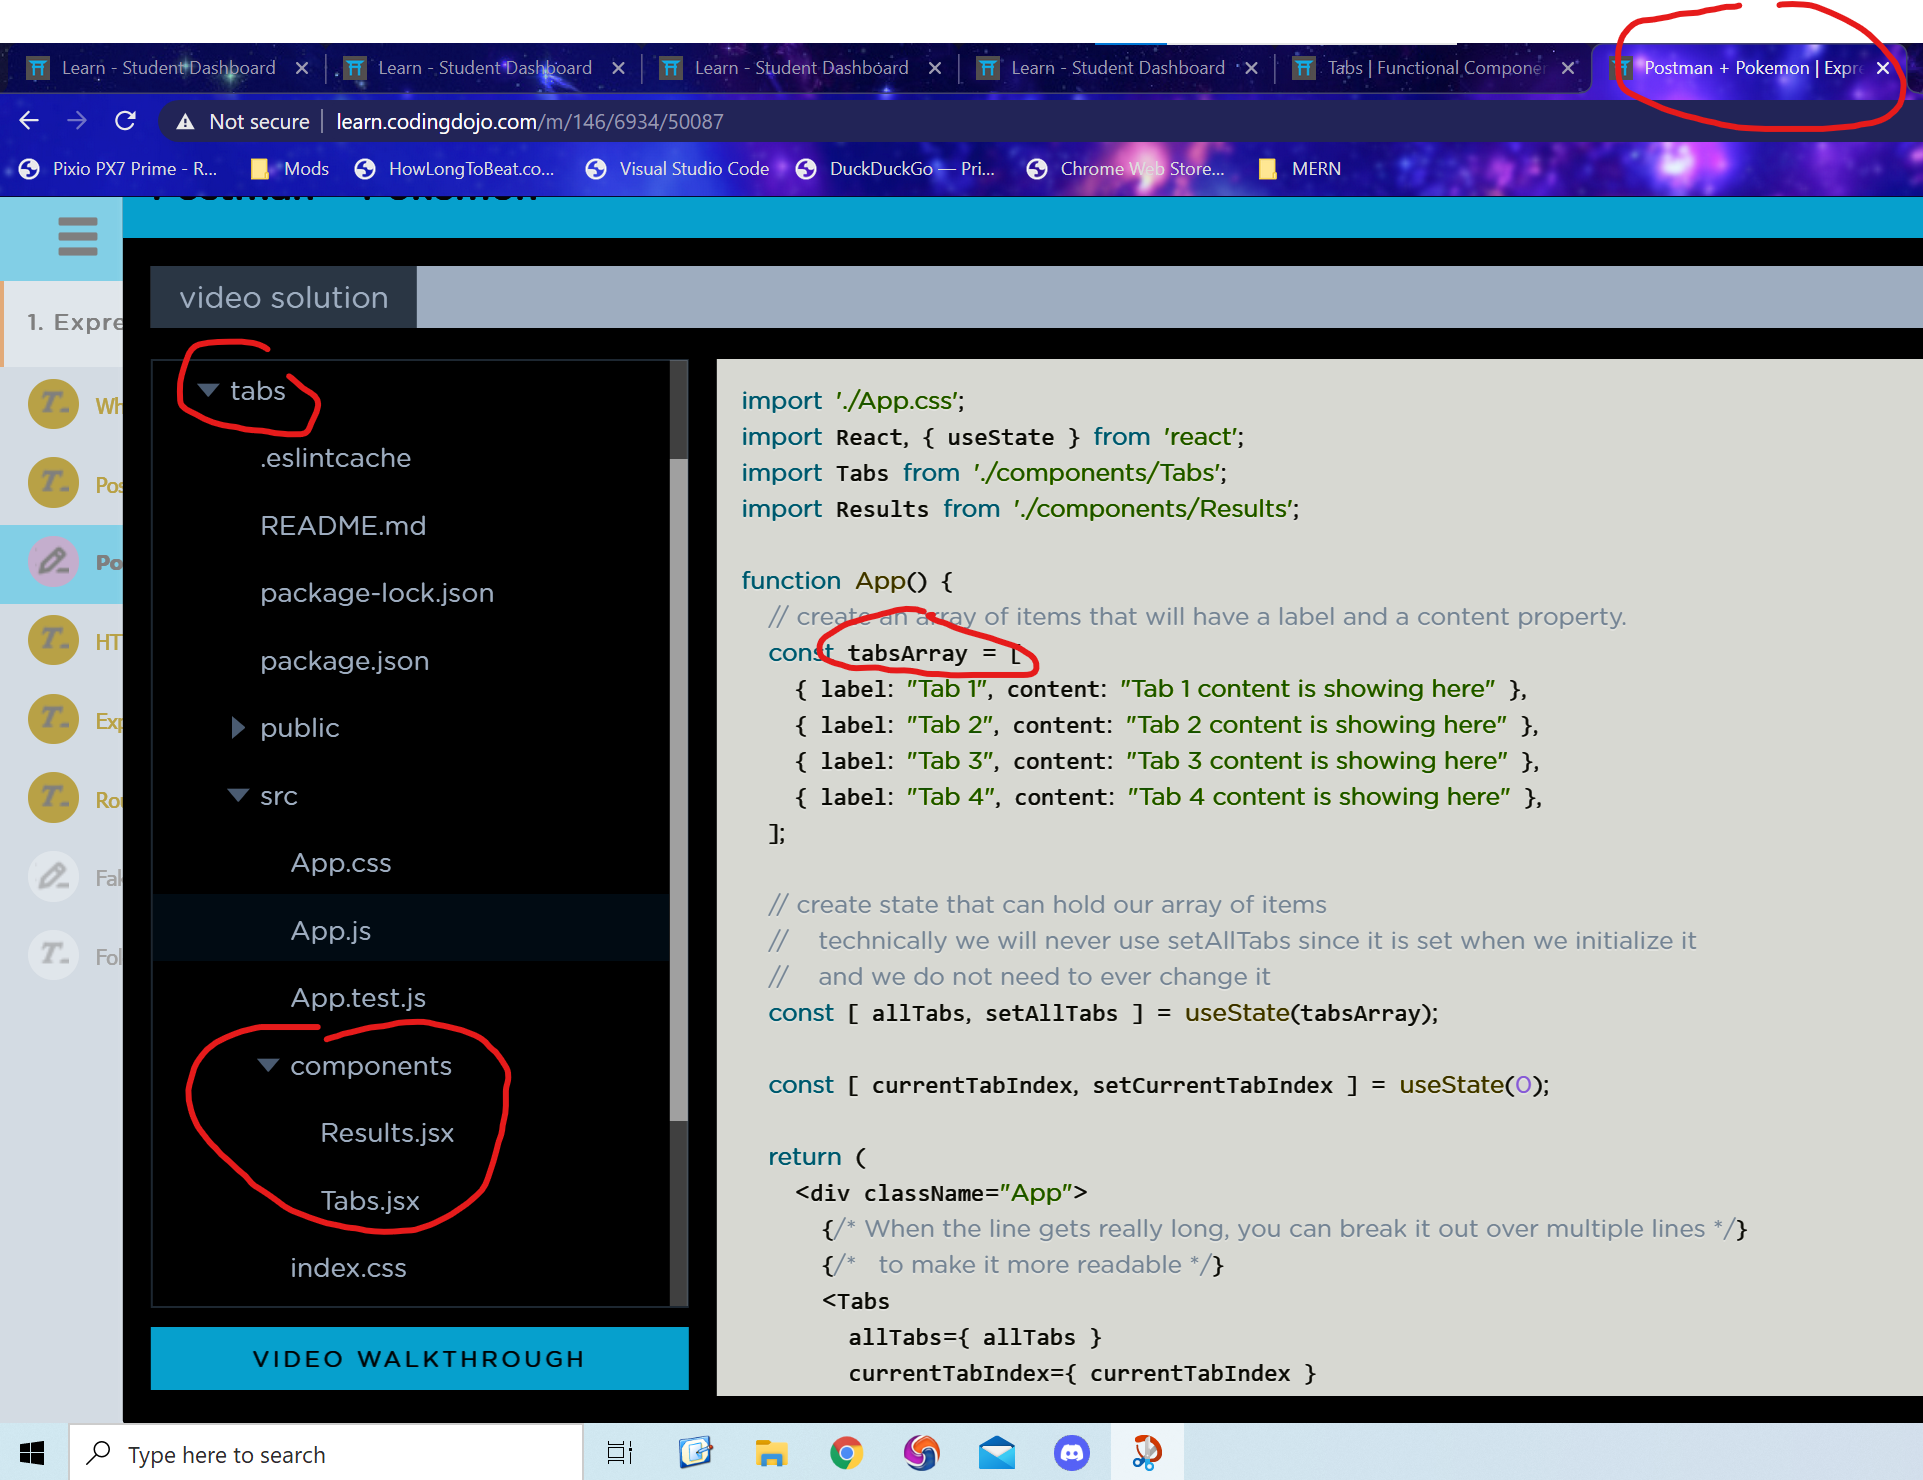 Learn - Student Dashboard
Learn - Student Dashboard
Learn - Student Dashboard
Learn - Student Dashboard
Tabs | Functional Componen
Postman + Pokemon | Expre
Not secure | learn.codingdojo.com/m/146/6934/50087
Pixio PX7 Prime - R...
Mods
HowLongToBeat.co...
Visual Studio Code
DuckDuckGo — Pri...
Chrome Web Store...
MERN
1. Expre
Wh
Pos
Po
HT
Exp
Rou
Fak
Fol
video solution
tabs
.eslintcache
README.md
package-lock.json
package.json
public
src
App.css
App.js
App.test.js
components
Results.jsx
Tabs.jsx
index.css
VIDEO WALKTHROUGH
import './App.css';
import React, { useState } from 'react';
import Tabs from './components/Tabs';
import Results from './components/Results';
function App() {
// create an array of items that will have a label and a content property.
const tabsArray = [
{ label: "Tab 1", content: "Tab 1 content is showing here" },
{ label: "Tab 2", content: "Tab 2 content is showing here" },
{ label: "Tab 3", content: "Tab 3 content is showing here" },
{ label: "Tab 4", content: "Tab 4 content is showing here" },
];
// create state that can hold our array of items
// technically we will never use setAllTabs since it is set when we initialize it
// and we do not need to ever change it
const [ allTabs, setAllTabs ] = useState(tabsArray);
const [ currentTabIndex, setCurrentTabIndex ] = useState(0);
return (
<div className="App">
{/* When the line gets really long, you can break it out over multiple lines */}
{/* to make it more readable */}
<Tabs
allTabs={ allTabs }
currentTabIndex={ currentTabIndex }
Type here to search